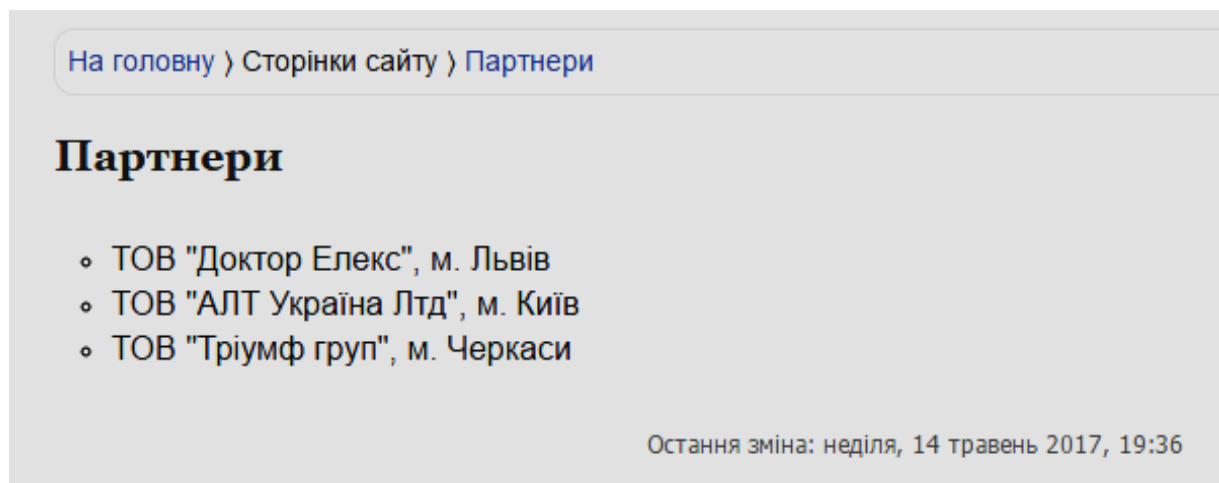 На головну ⟩ Сторінки сайту ⟩ Партнери
Партнери
ТОВ "Доктор Елекс", м. Львів
ТОВ "АЛТ Україна Лтд", м. Київ
ТОВ "Тріумф груп", м. Черкаси
Остання зміна: неділя, 14 травень 2017, 19:36